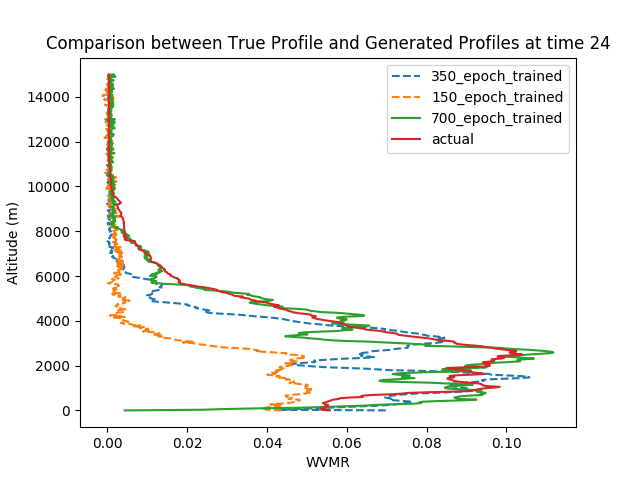 Comparison between True Profile and Generated Profiles at time 24
350_epoch_trained
150_epoch_trained
700_epoch_trained
actual
14000
12000
10000
8000
6000
4000
2000
0
Altitude (m)
0.00 0.02 0.04 0.06 0.08 0.10
WVMR